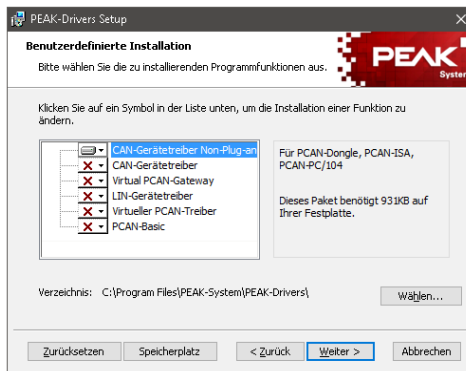 PEAK-Drivers Setup
Benutzerdefinierte Installation
Bitte wählen Sie die zu installierenden Programmfunktionen aus.
PEAK
System
Klicken Sie auf ein Symbol in der Liste unten, um die Installation einer Funktion zu
ändern.
CAN-Gerätetreiber Non-Plug-an
CAN-Gerätetreiber
Virtual PCAN-Gateway
LIN-Gerätetreiber
Virtueller PCAN-Treiber
PCAN-Basic
Für PCAN-Dongle, PCAN-ISA,
PCAN-PC/104
Dieses Paket benötigt 931KB auf
Ihrer Festplatte.
Verzeichnis: C:\Program Files\PEAK-System\PEAK-Drivers\
Wählen...
Zurücksetzen
Speicherplatz
< Zurück
Weiter >
Abbrechen